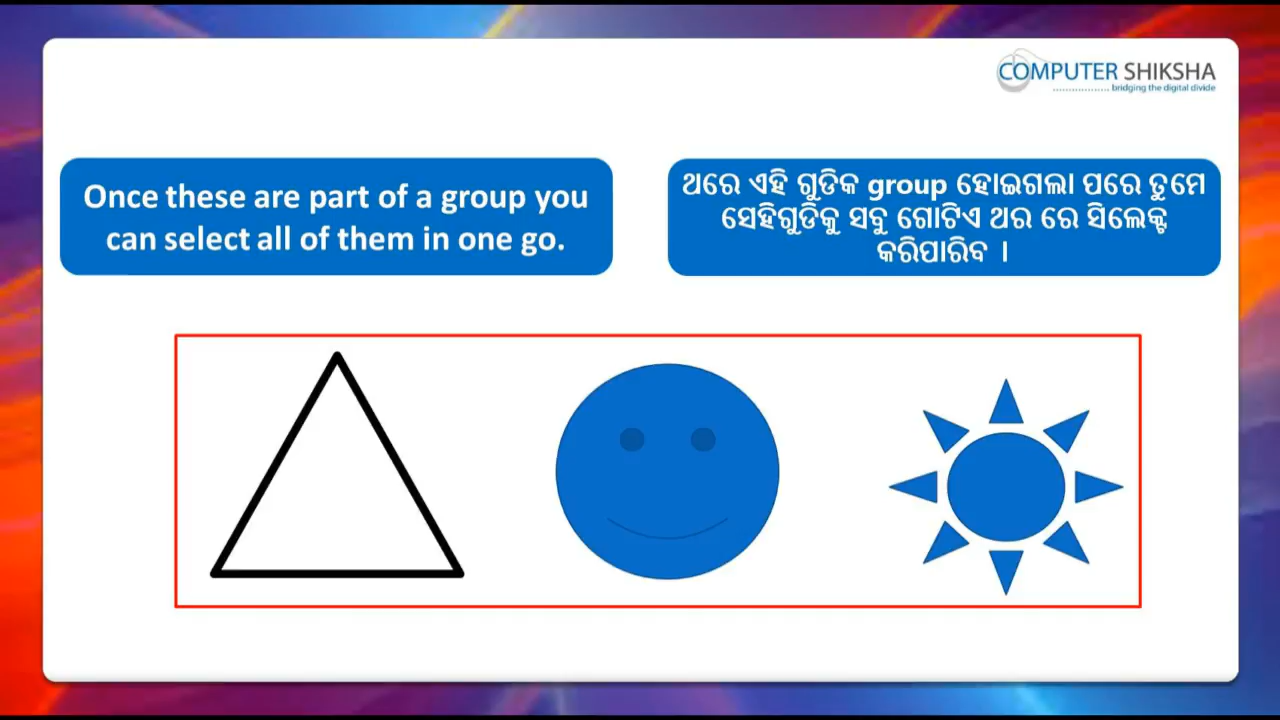 COMPUTER SHIKSHA
bridging the digital divide
Once these are part of a group you
can select all of them in one go.
ଥରେ ଏହି ଗୁଡିକ group ହୋଇଗଲା ପରେ ତୁମେ
ସେହିଗୁଡିକୁ ସବୁ ଗୋଟିଏ ଥର ରେ ସିଲେକ୍ଟ
କରିପାରିବ ।